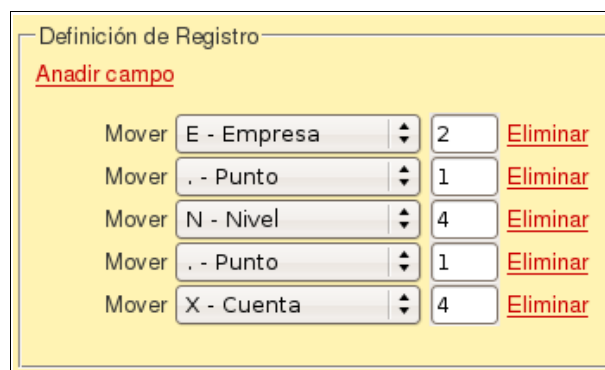 Definición de Registro
Anadir campo
Mover E - Empresa 2 Eliminar
Mover . - Punto 1 Eliminar
Mover N - Nivel 4 Eliminar
Mover . - Punto 1 Eliminar
Mover X - Cuenta 4 Eliminar